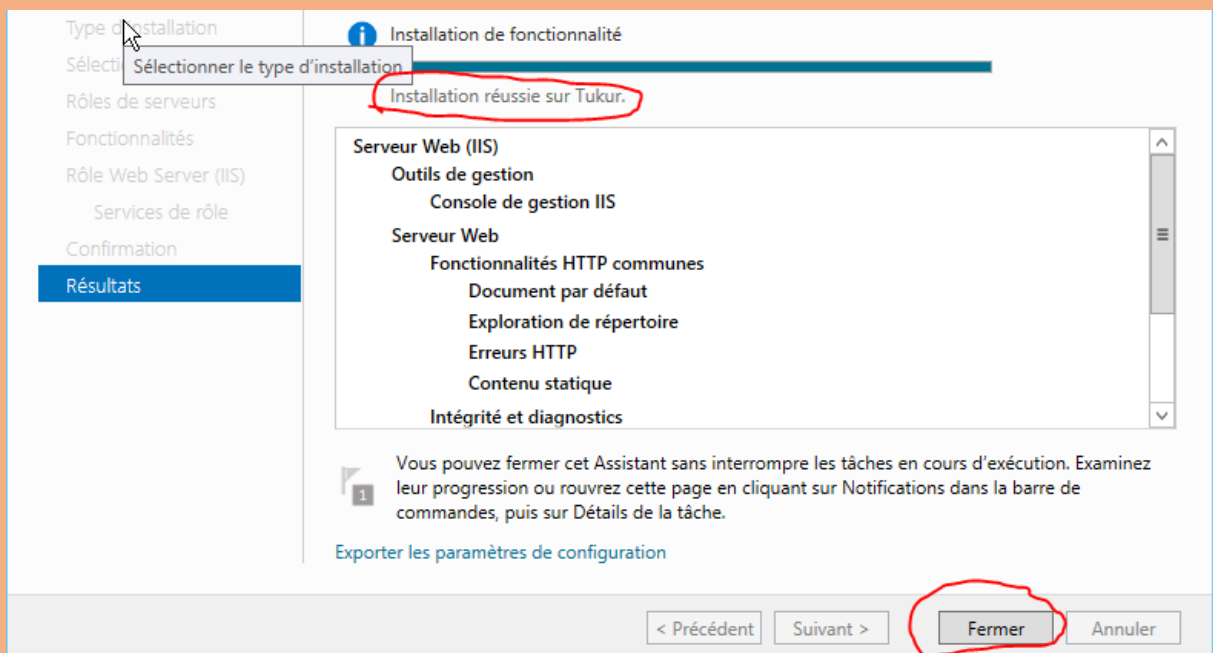 Type d'installation
Installation de fonctionnalité
Sélecti
Sélectionner le type d'installation
Installation réussie sur Tukur.
Rôles de serveurs
Fonctionnalités
Rôle Web Server (IIS)
Services de rôle
Confirmation
Résultats
Serveur Web (IIS)
Outils de gestion
Console de gestion IIS
Serveur Web
Fonctionnalités HTTP communes
Document par défaut
Exploration de répertoire
Erreurs HTTP
Contenu statique
Intégrité et diagnostics
1
Vous pouvez fermer cet Assistant sans interrompre les tâches en cours d'exécution. Examinez
leur progression ou rouvrez cette page en cliquant sur Notifications dans la barre de
commandes, puis sur Détails de la tâche.
Exporter les paramètres de configuration
< Précédent
Suivant >
Fermer
Annuler